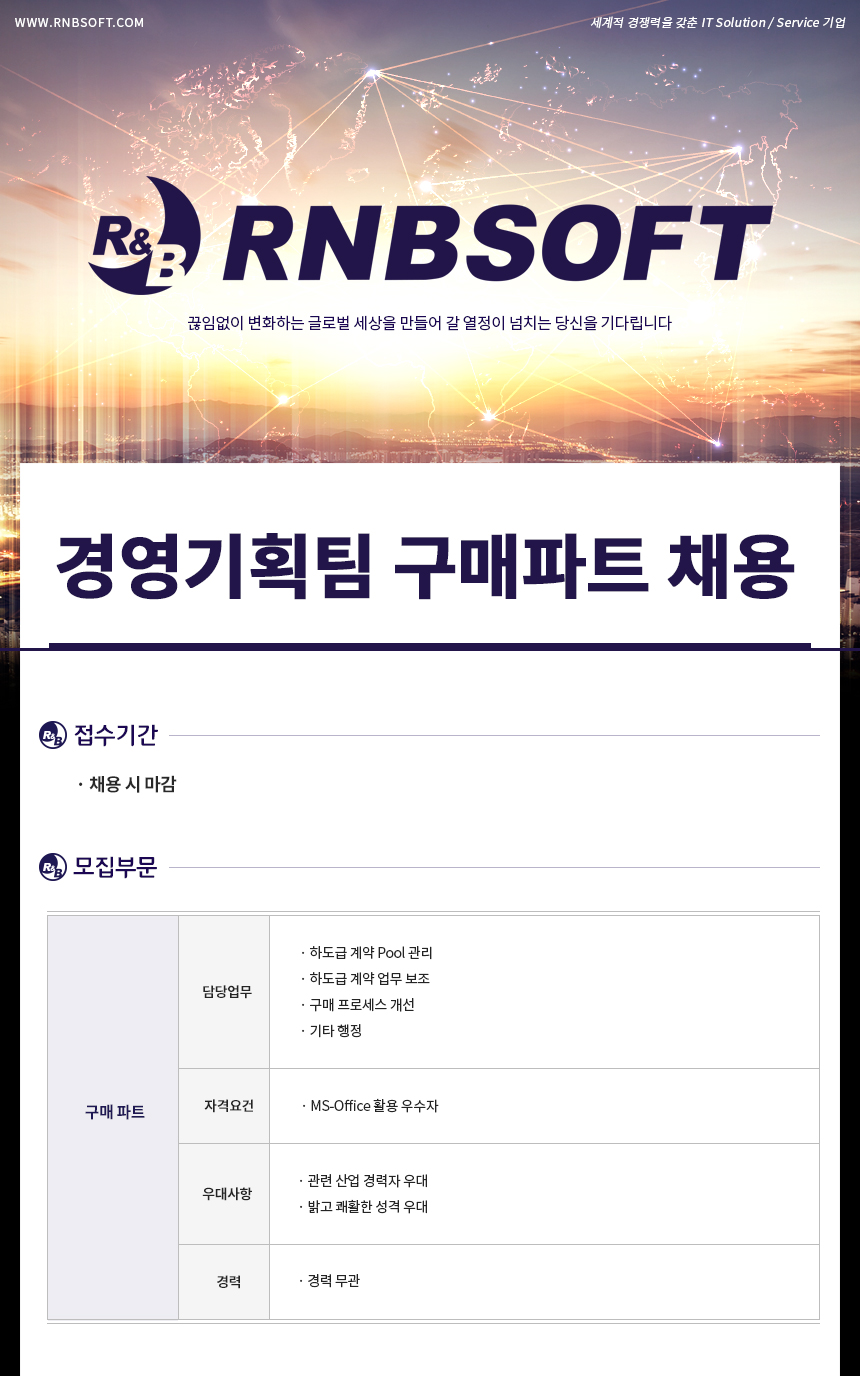 WWW.RNBSOFT.COM
세계적 경쟁력을 갖춘 IT Solution / Service 기업
R&B RNBSOFT
끊임없이 변화하는 글로벌 세상을 만들어 갈 열정이 넘치는 당신을 기다립니다
경영기획팀 구매파트 채용
R&B 접수기간
· 채용 시 마감
R&B 모집부문
구매 파트
담당업무
· 하도급 계약 Pool 관리
· 하도급 계약 업무 보조
· 구매 프로세스 개선
· 기타 행정
자격요건
· MS-Office 활용 우수자
우대사항
· 관련 산업 경력자 우대
· 밝고 쾌활한 성격 우대
경력
· 경력 무관